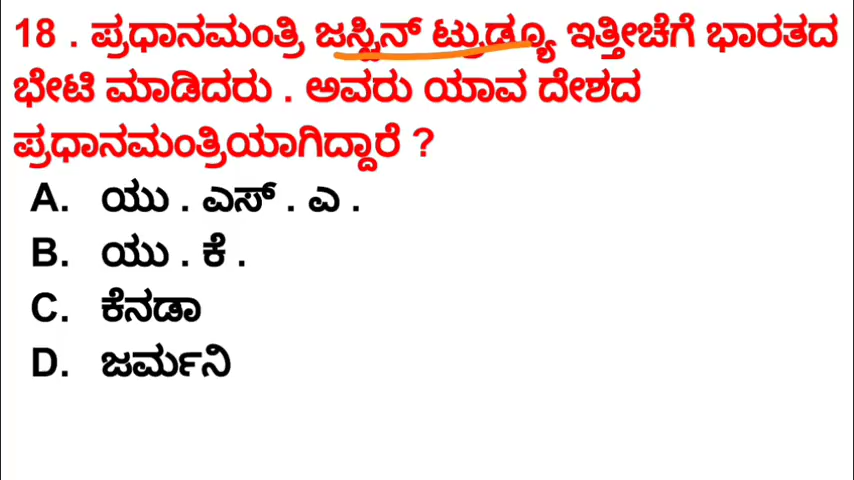 18 . ಪ್ರಧಾನಮಂತ್ರಿ ಜಸ್ಟಿನ್ ಟ್ರುಡ್ಯೂ ಇತ್ತೀಚೆಗೆ ಭಾರತದ
ಭೇಟಿ ಮಾಡಿದರು . ಅವರು ಯಾವ ದೇಶದ
ಪ್ರಧಾನಮಂತ್ರಿಯಾಗಿದ್ದಾರೆ ?
A. ಯು . ಎಸ್ . ಎ .
B. ಯು . ಕೆ .
C. ಕೆನಡಾ
D. ಜರ್ಮನಿ